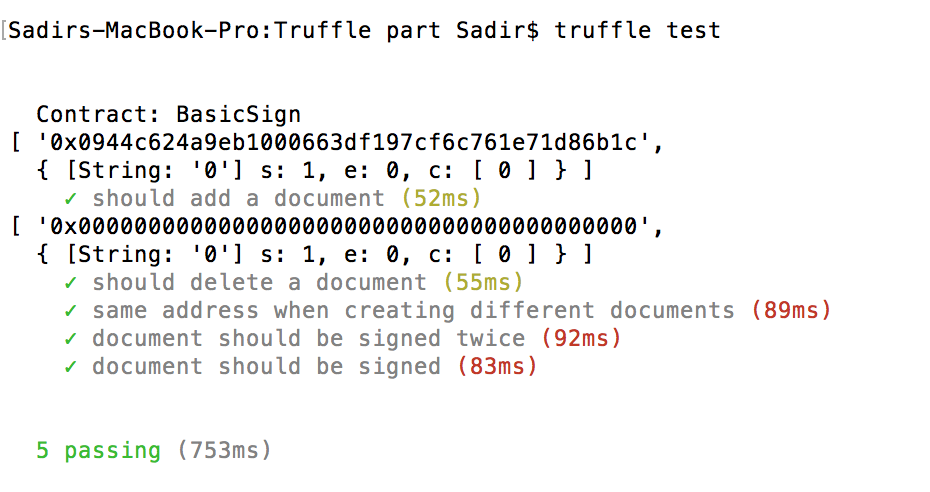 [Sadirs-MacBook-Pro:Truffle part Sadir$ truffle test
Contract: BasicSign
[ '0x0944c624a9eb1000663df197cf6c761e71d86b1c',
{ [String: '0'] s: 1, e: 0, c: [ 0 ] } ]
✓ should add a document (52ms)
[ '0x0000000000000000000000000000000000000000',
{ [String: '0'] s: 1, e: 0, c: [ 0 ] } ]
✓ should delete a document (55ms)
✓ same address when creating different documents (89ms)
✓ document should be signed twice (92ms)
✓ document should be signed (83ms)
5 passing (753ms)